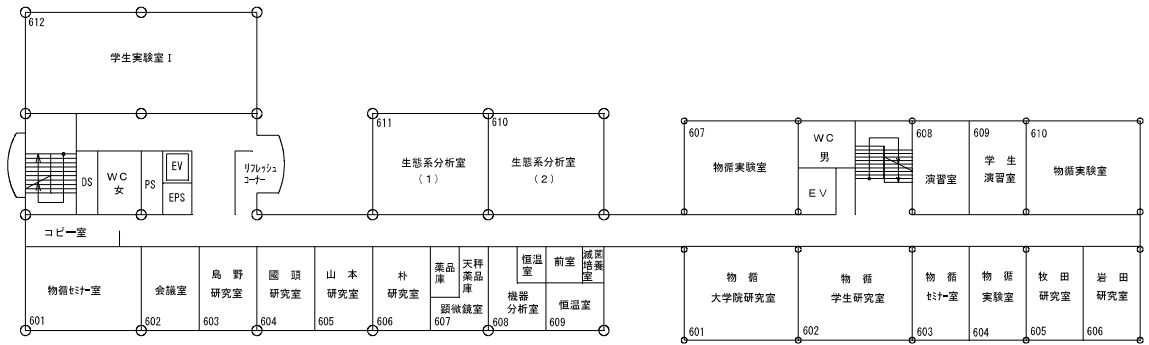 612
学生実験室Ⅰ
611
生態系分析室
(1)
610
生態系分析室
(2)
607
物循実験室
WC
男
EV
608
演習室
609
学生
演習室
610
物循実験室
DS
WC
女
PS
EV
EPS
ﾘﾌﾚｯｼｭ
ｺｰﾅｰ
コピー室
物循ｾﾐﾅｰ室
601
会議室
602
島野
研究室
603
國頭
研究室
604
山本
研究室
605
朴
研究室
606
薬品
庫
天秤
薬品
庫
顕微鏡室
607
恒温
室
機器
分析室
608
前室
滅菌
培養
室
恒温室
609
物循
大学院研究室
601
物循
学生研究室
602
物循
ｾﾐﾅｰ室
603
物循
実験室
604
牧田
研究室
605
岩田
研究室
606